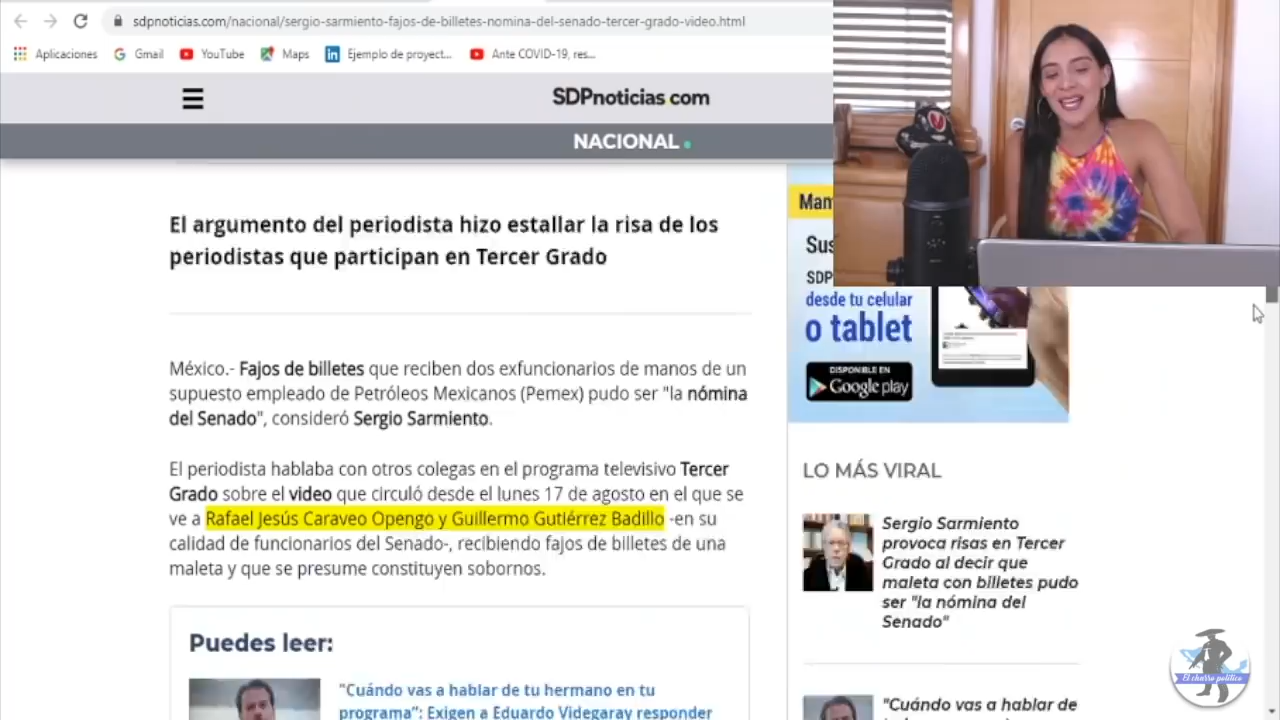 sdpnoticias.com/nacional/sergio-sarmiento-fajos-de-billetes-nomina-del-senado-tercer-grado-video.html
Aplicaciones
Gmail
YouTube
Maps
Ejemplo de proyect...
Ante COVID-19, res...
SDPnoticias.com
NACIONAL
El argumento del periodista hizo estallar la risa de los
periodistas que participan en Tercer Grado
México.- Fajos de billetes que reciben dos exfuncionarios de manos de un
supuesto empleado de Petróleos Mexicanos (Pemex) pudo ser "la nómina
del Senado", consideró Sergio Sarmiento.
El periodista hablaba con otros colegas en el programa televisivo Tercer
Grado sobre el video que circuló desde el lunes 17 de agosto en el que se
ve a Rafael Jesús Caraveo Opengo y Guillermo Gutiérrez Badillo -en su
calidad de funcionarios del Senado-, recibiendo fajos de billetes de una
maleta y que se presume constituyen sobornos.
Puedes leer:
"Cuándo vas a hablar de tu hermano en tu
programa": Exigen a Eduardo Videgaray responder
Man
Sus
SDP
desde tu celular
o tablet
DISPONIBLE EN
Google play
LO MÁS VIRAL
Sergio Sarmiento
provoca risas en Tercer
Grado al decir que
maleta con billetes pudo
ser "la nómina del
Senado"
"Cuándo vas a hablar de
El charro político